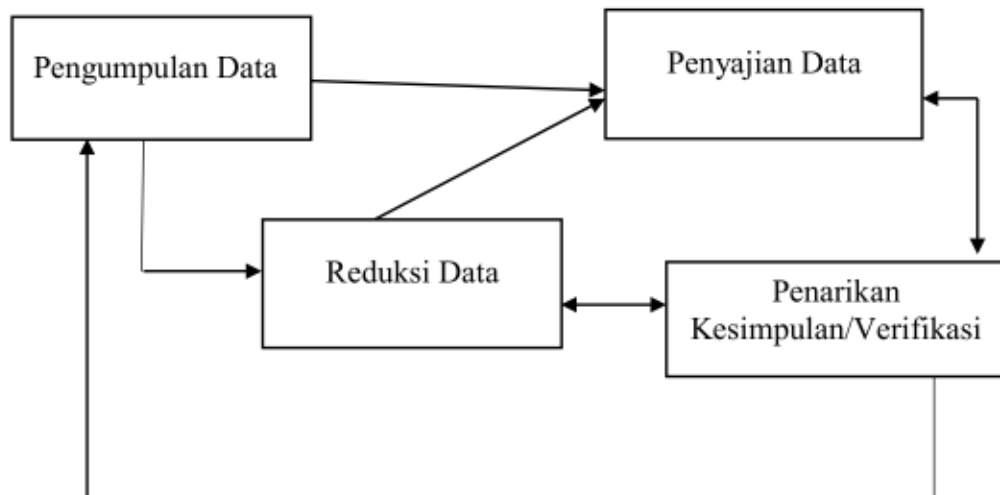 Pengumpulan Data
Penyajian Data
Reduksi Data
Penarikan
Kesimpulan/Verifikasi